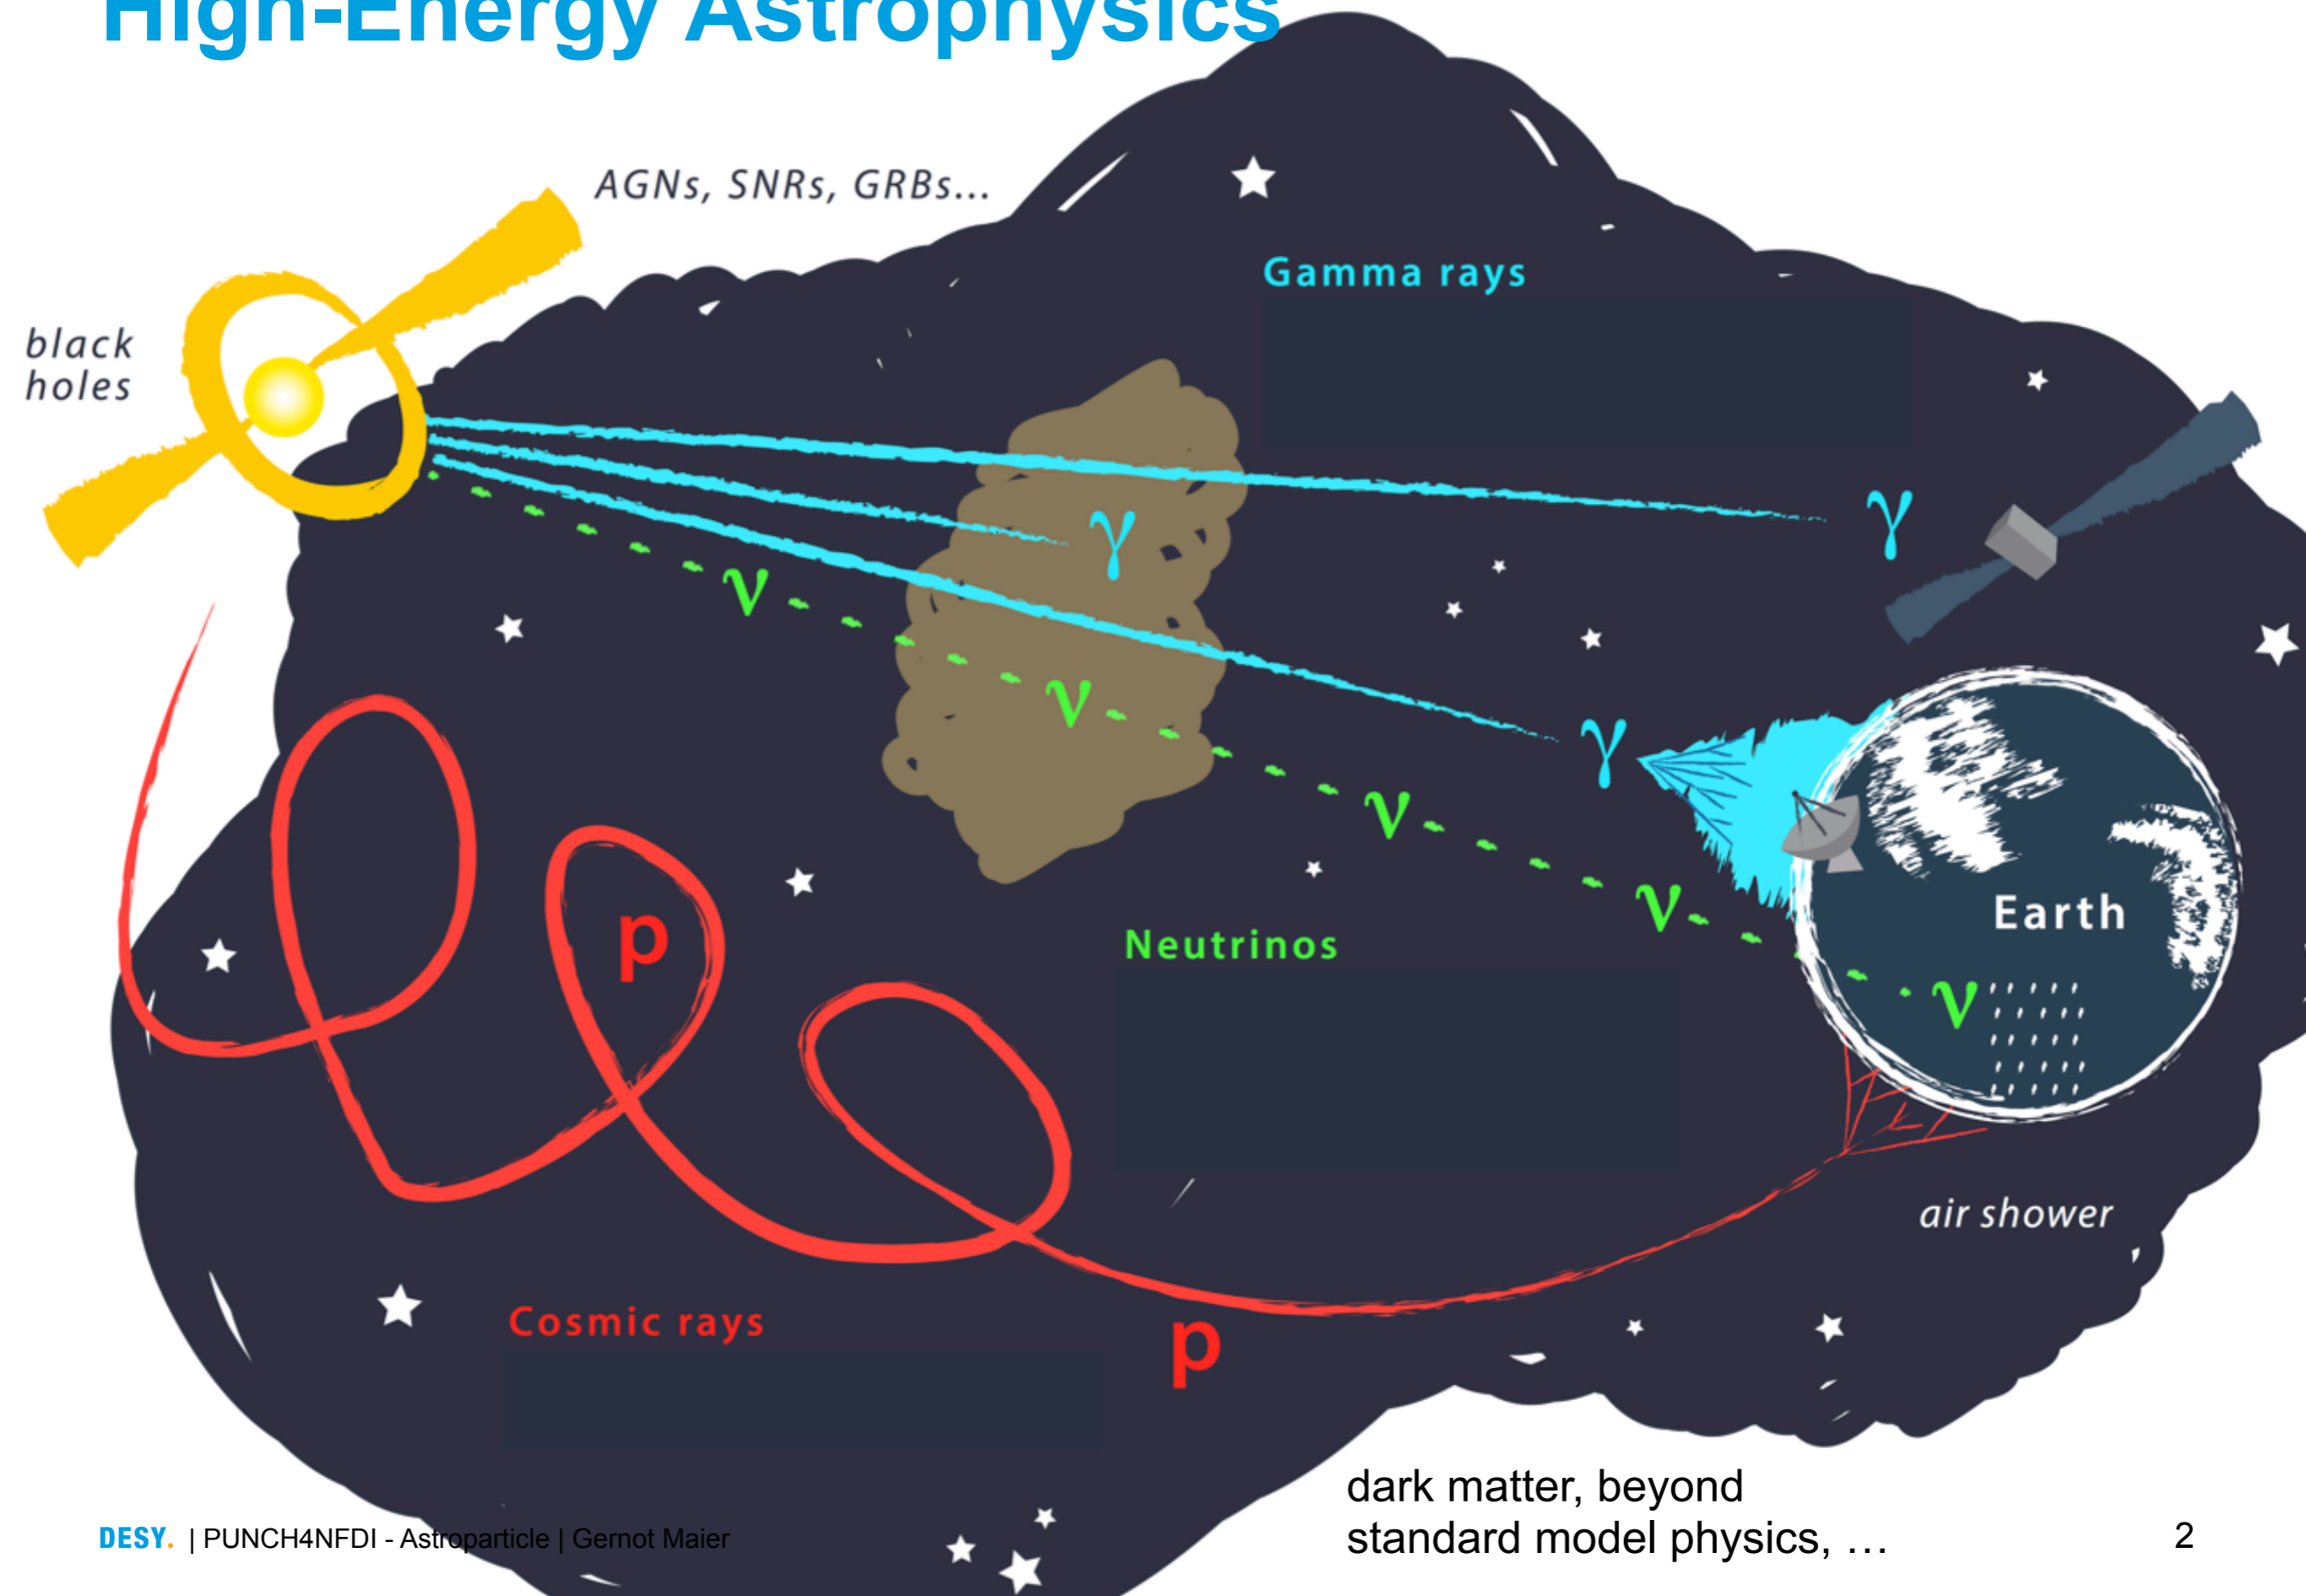 High-Energy Astrophysics
AGNs, SNRs, GRBs...
black
holes
Gamma rays
γ
γ
ν
ν
γ
ν
ν
p
Neutrinos
Earth
ν
air shower
Cosmic rays
p
dark matter, beyond
standard model physics, …
DESY. | PUNCH4NFDI - Astroparticle | Gernot Maier
2